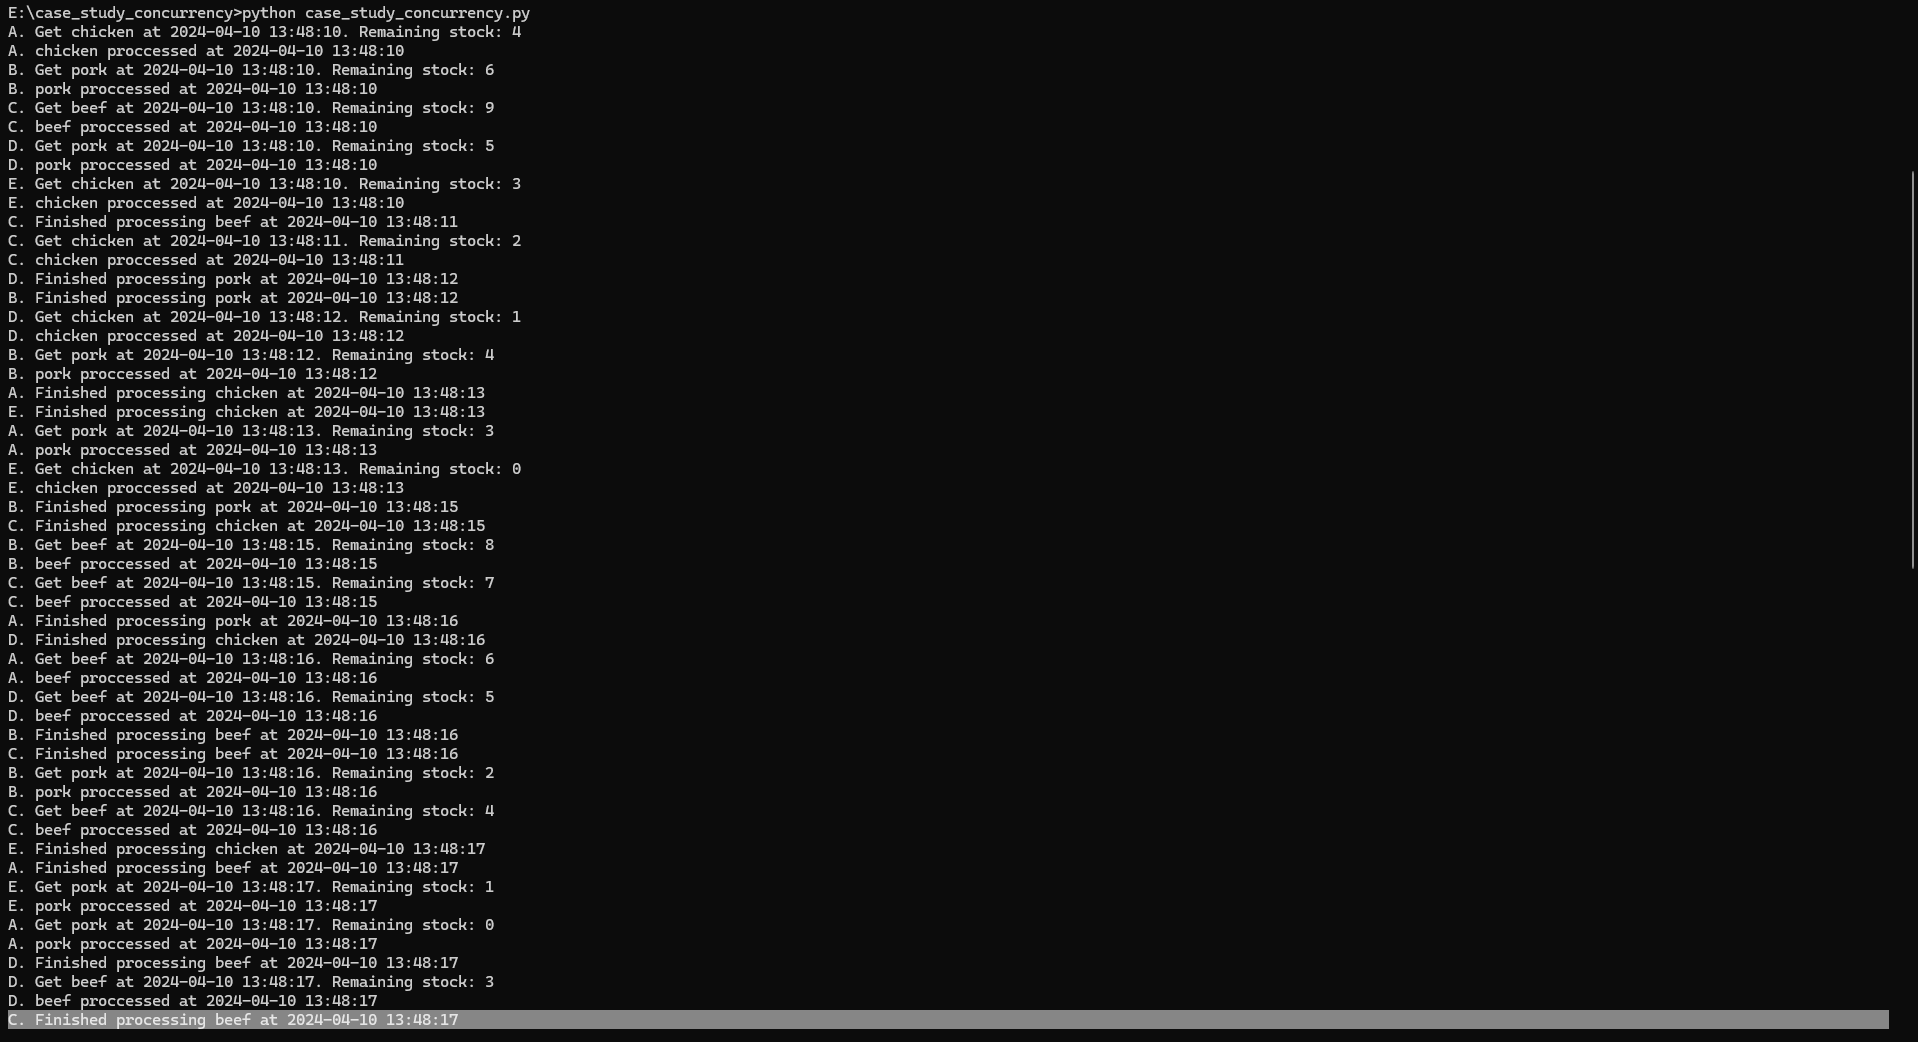 E:\case_study_concurrency>python case_study_concurrency.py
A. Get chicken at 2024-04-10 13:48:10. Remaining stock: 4
A. chicken proccessed at 2024-04-10 13:48:10
B. Get pork at 2024-04-10 13:48:10. Remaining stock: 6
B. pork proccessed at 2024-04-10 13:48:10
C. Get beef at 2024-04-10 13:48:10. Remaining stock: 9
C. beef proccessed at 2024-04-10 13:48:10
D. Get pork at 2024-04-10 13:48:10. Remaining stock: 5
D. pork proccessed at 2024-04-10 13:48:10
E. Get chicken at 2024-04-10 13:48:10. Remaining stock: 3
E. chicken proccessed at 2024-04-10 13:48:10
C. Finished processing beef at 2024-04-10 13:48:11
C. Get chicken at 2024-04-10 13:48:11. Remaining stock: 2
C. chicken proccessed at 2024-04-10 13:48:11
D. Finished processing pork at 2024-04-10 13:48:12
B. Finished processing pork at 2024-04-10 13:48:12
D. Get chicken at 2024-04-10 13:48:12. Remaining stock: 1
D. chicken proccessed at 2024-04-10 13:48:12
B. Get pork at 2024-04-10 13:48:12. Remaining stock: 4
B. pork proccessed at 2024-04-10 13:48:12
A. Finished processing chicken at 2024-04-10 13:48:13
E. Finished processing chicken at 2024-04-10 13:48:13
A. Get pork at 2024-04-10 13:48:13. Remaining stock: 3
A. pork proccessed at 2024-04-10 13:48:13
E. Get chicken at 2024-04-10 13:48:13. Remaining stock: 0
E. chicken proccessed at 2024-04-10 13:48:13
B. Finished processing pork at 2024-04-10 13:48:15
C. Finished processing chicken at 2024-04-10 13:48:15
B. Get beef at 2024-04-10 13:48:15. Remaining stock: 8
B. beef proccessed at 2024-04-10 13:48:15
C. Get beef at 2024-04-10 13:48:15. Remaining stock: 7
C. beef proccessed at 2024-04-10 13:48:15
A. Finished processing pork at 2024-04-10 13:48:16
D. Finished processing chicken at 2024-04-10 13:48:16
A. Get beef at 2024-04-10 13:48:16. Remaining stock: 6
A. beef proccessed at 2024-04-10 13:48:16
D. Get beef at 2024-04-10 13:48:16. Remaining stock: 5
D. beef proccessed at 2024-04-10 13:48:16
B. Finished processing beef at 2024-04-10 13:48:16
C. Finished processing beef at 2024-04-10 13:48:16
B. Get pork at 2024-04-10 13:48:16. Remaining stock: 2
B. pork proccessed at 2024-04-10 13:48:16
C. Get beef at 2024-04-10 13:48:16. Remaining stock: 4
C. beef proccessed at 2024-04-10 13:48:16
E. Finished processing chicken at 2024-04-10 13:48:17
A. Finished processing beef at 2024-04-10 13:48:17
E. Get pork at 2024-04-10 13:48:17. Remaining stock: 1
E. pork proccessed at 2024-04-10 13:48:17
A. Get pork at 2024-04-10 13:48:17. Remaining stock: 0
A. pork proccessed at 2024-04-10 13:48:17
D. Finished processing beef at 2024-04-10 13:48:17
D. Get beef at 2024-04-10 13:48:17. Remaining stock: 3
D. beef proccessed at 2024-04-10 13:48:17
C. Finished processing beef at 2024-04-10 13:48:17